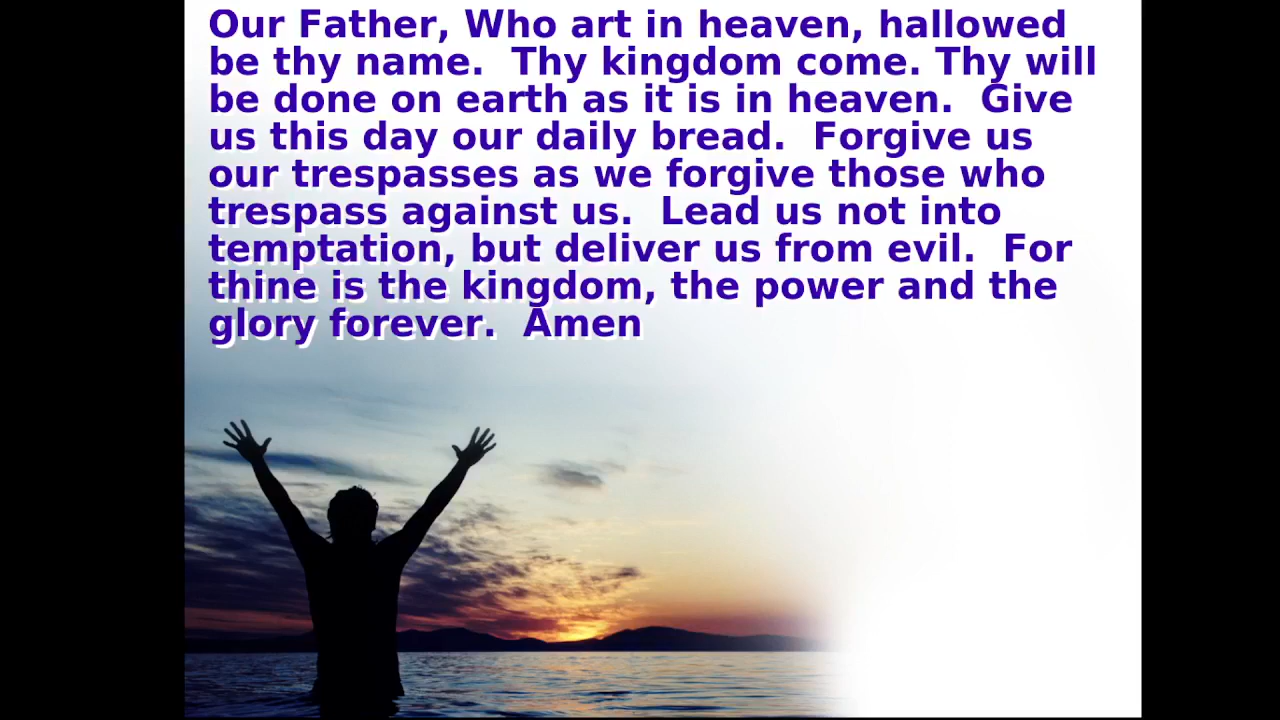 Our Father, Who art in heaven, hallowed
be thy name.  Thy kingdom come. Thy will
be done on earth as it is in heaven.  Give
us this day our daily bread.  Forgive us
our trespasses as we forgive those who
trespass against us.  Lead us not into
temptation, but deliver us from evil.  For
thine is the kingdom, the power and the
glory forever.  Amen